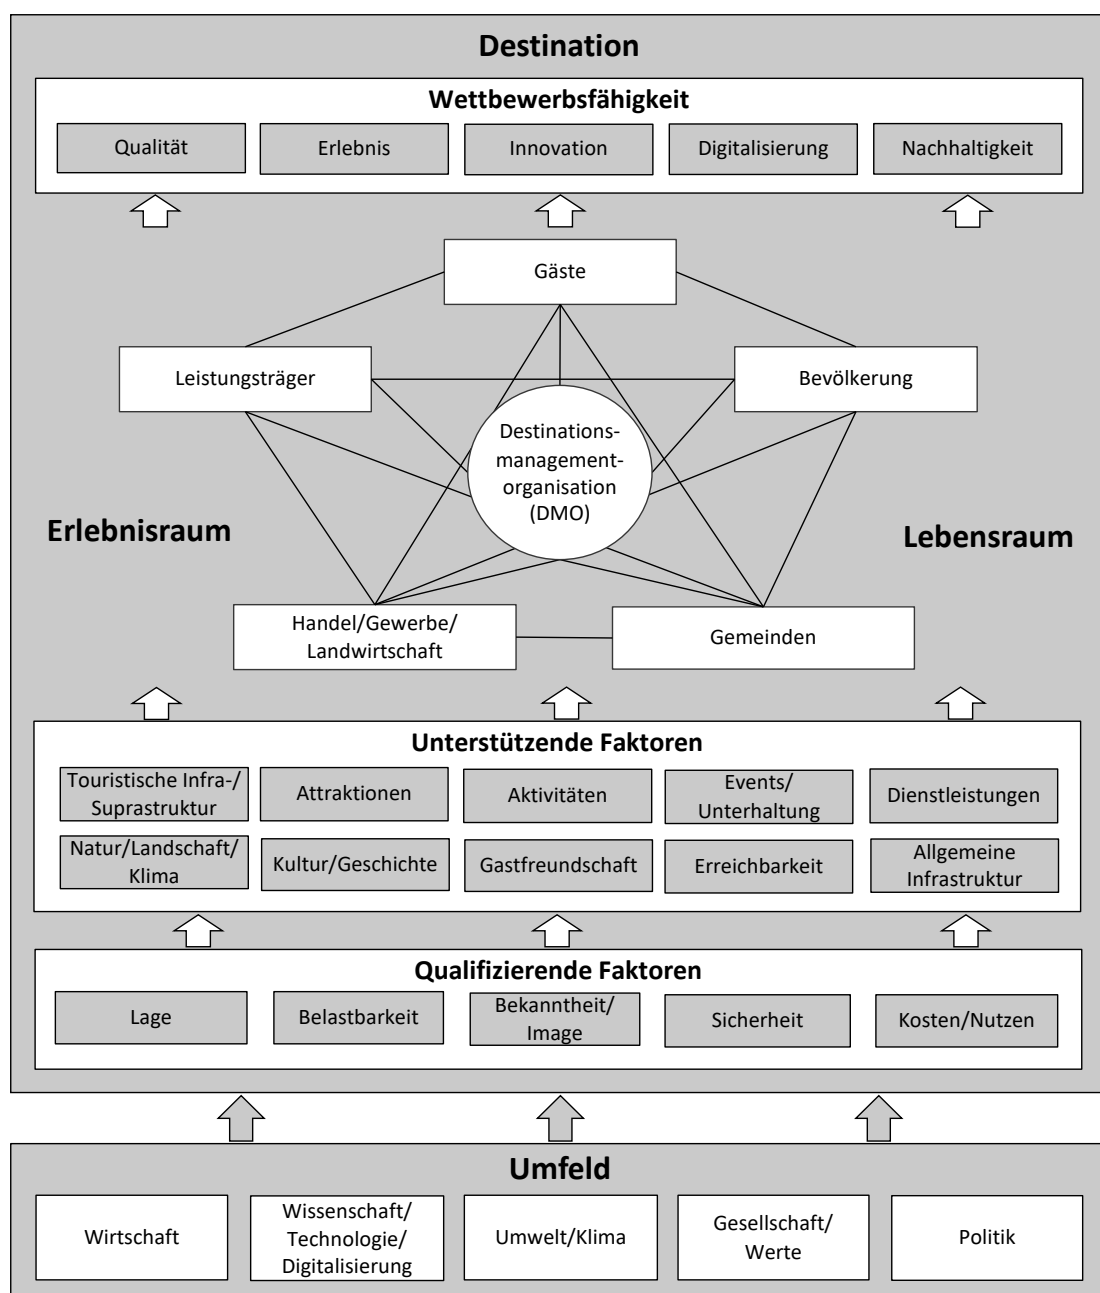 Destination
Wettbewerbsfähigkeit
Qualität
Erlebnis
Innovation
Digitalisierung
Nachhaltigkeit
Gäste
Leistungsträger
Bevölkerung
Destinations-
management-
organisation
(DMO)
Erlebnisraum
Lebensraum
Handel/Gewerbe/
Landwirtschaft
Gemeinden
Unterstützende Faktoren
Touristische Infra-/
Suprastruktur
Attraktionen
Aktivitäten
Events/
Unterhaltung
Dienstleistungen
Natur/Landschaft/
Klima
Kultur/Geschichte
Gastfreundschaft
Erreichbarkeit
Allgemeine
Infrastruktur
Qualifizierende Faktoren
Lage
Belastbarkeit
Bekanntheit/
Image
Sicherheit
Kosten/Nutzen
Umfeld
Wirtschaft
Wissenschaft/
Technologie/
Digitalisierung
Umwelt/Klima
Gesellschaft/
Werte
Politik